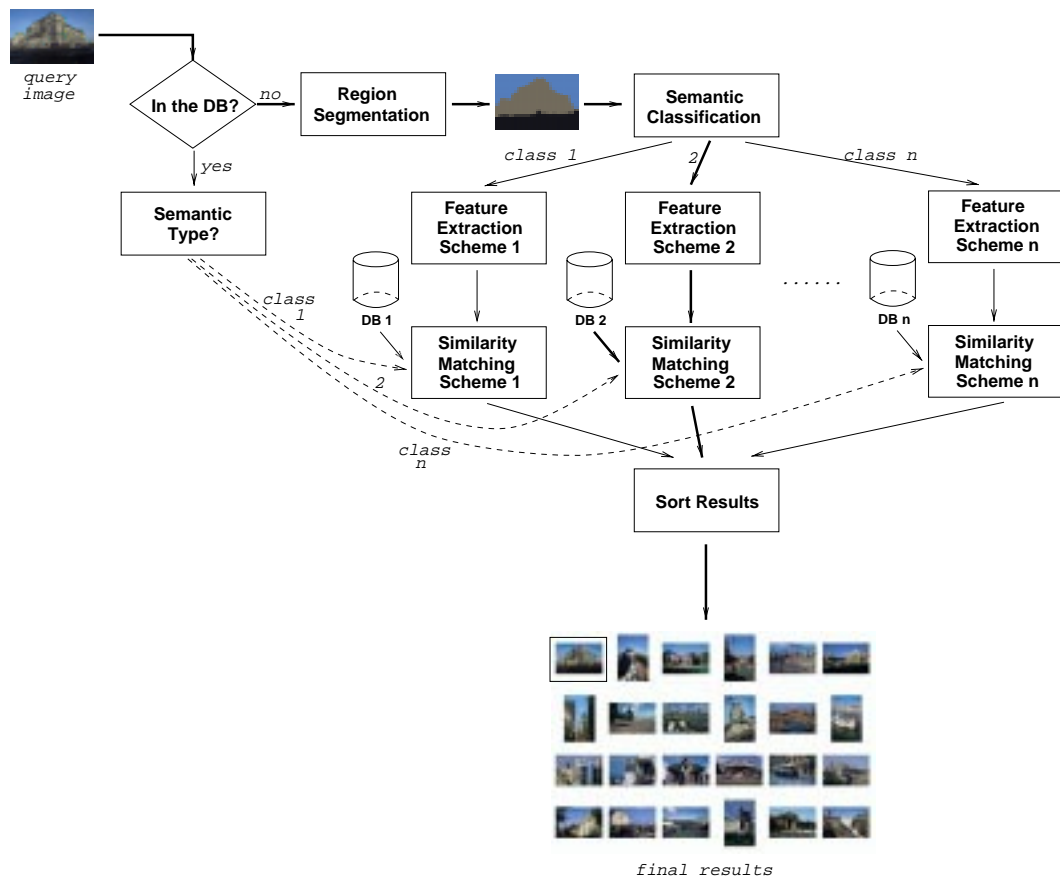 query
image
In the DB?
no
Region
Segmentation
Semantic
Classification
yes
class 1
2
class n
Semantic
Type?
Feature
Extraction
Scheme 1
Feature
Extraction
Scheme 2
Feature
Extraction
Scheme n
class
1
DB 1
DB 2
......
DB n
2
class
n
Similarity
Matching
Scheme 1
Similarity
Matching
Scheme 2
Similarity
Matching
Scheme n
Sort Results
final results